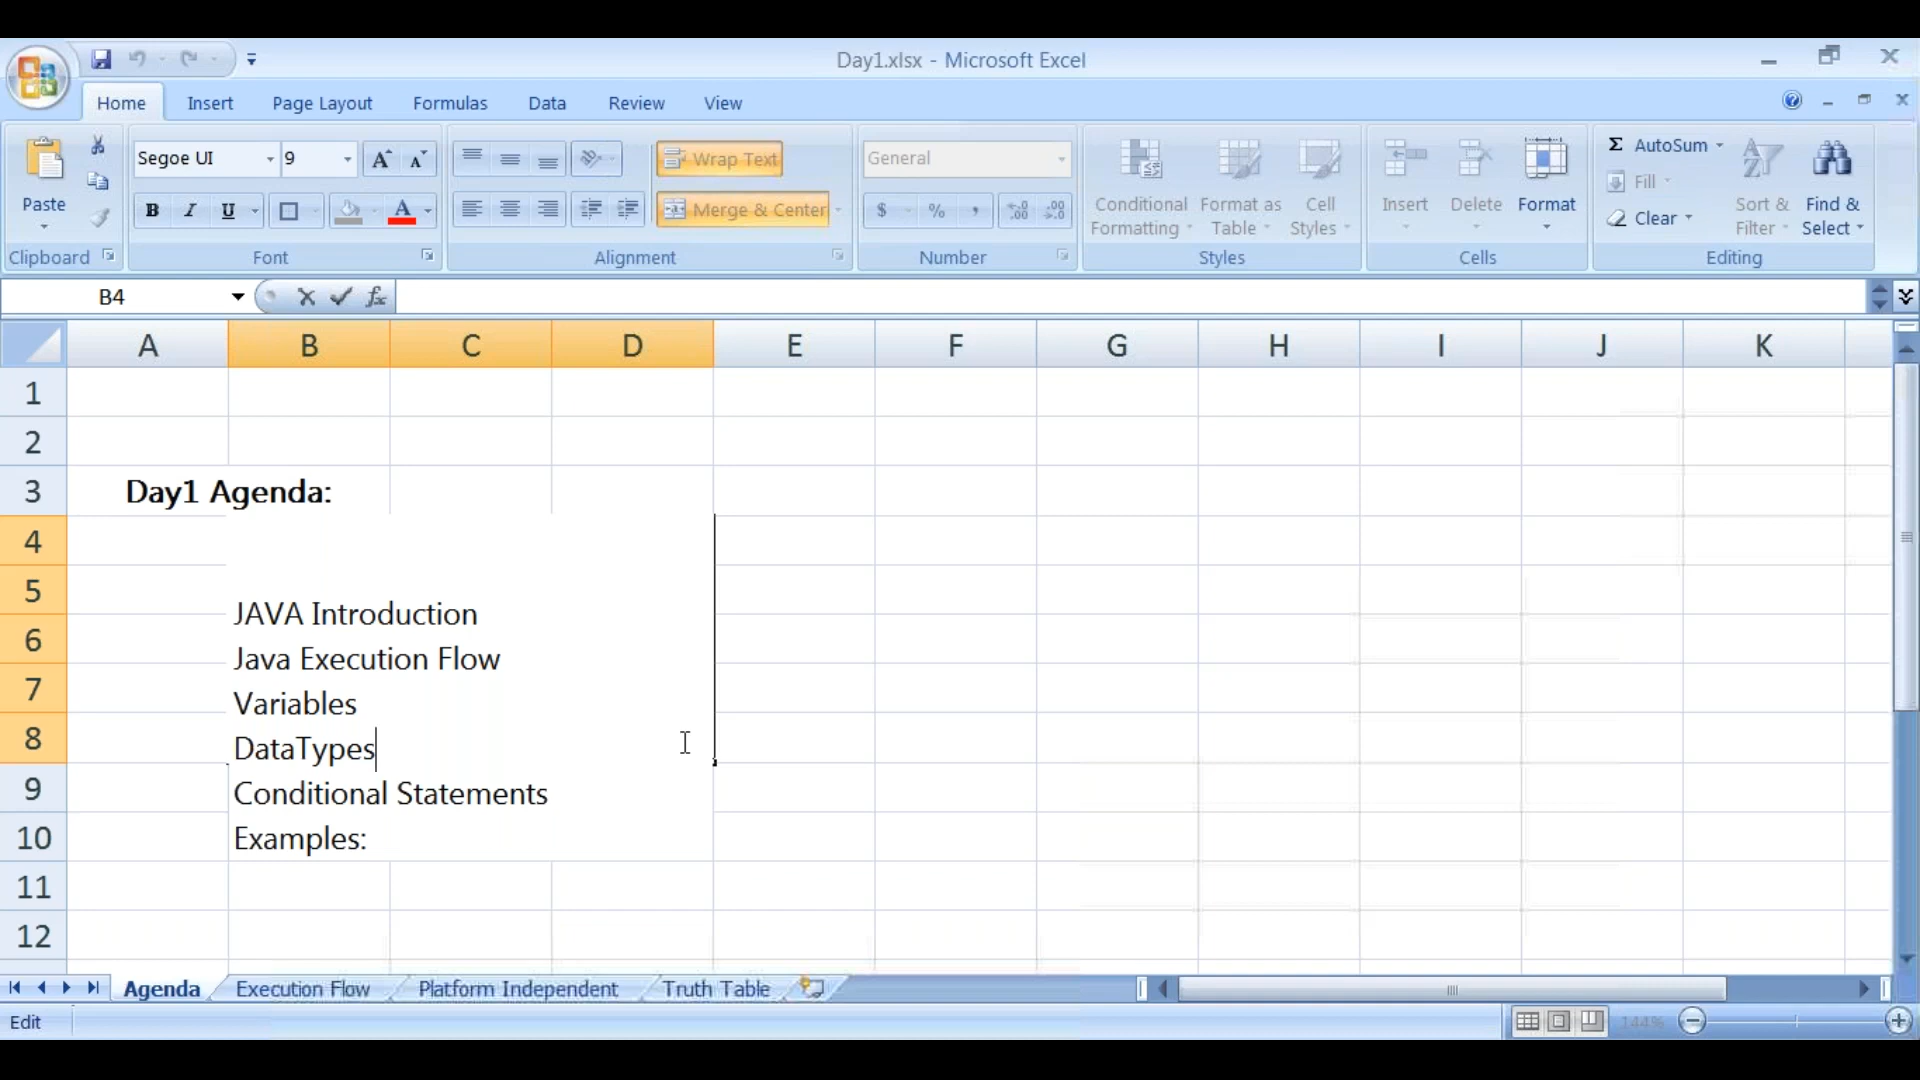 Day1.xlsx - Microsoft Excel
Home Insert Page Layout Formulas Data Review View
Segoe UI 9 Wrap Text General AutoSum
Fill
Paste B I U Merge & Center $ % , Conditional Formatting Format as Table Cell Styles Insert Delete Format Clear Sort & Filter Find & Select
Clipboard Font Alignment Number Styles Cells Editing
B4 fx
A B C D E F G H I J K
1
2
3 Day1 Agenda:
4
5
JAVA Introduction
6
Java Execution Flow
7
Variables
8
DataTypes
9
Conditional Statements
10 Examples:
11
12
Agenda Execution Flow Platform Independent Truth Table
Edit 144%